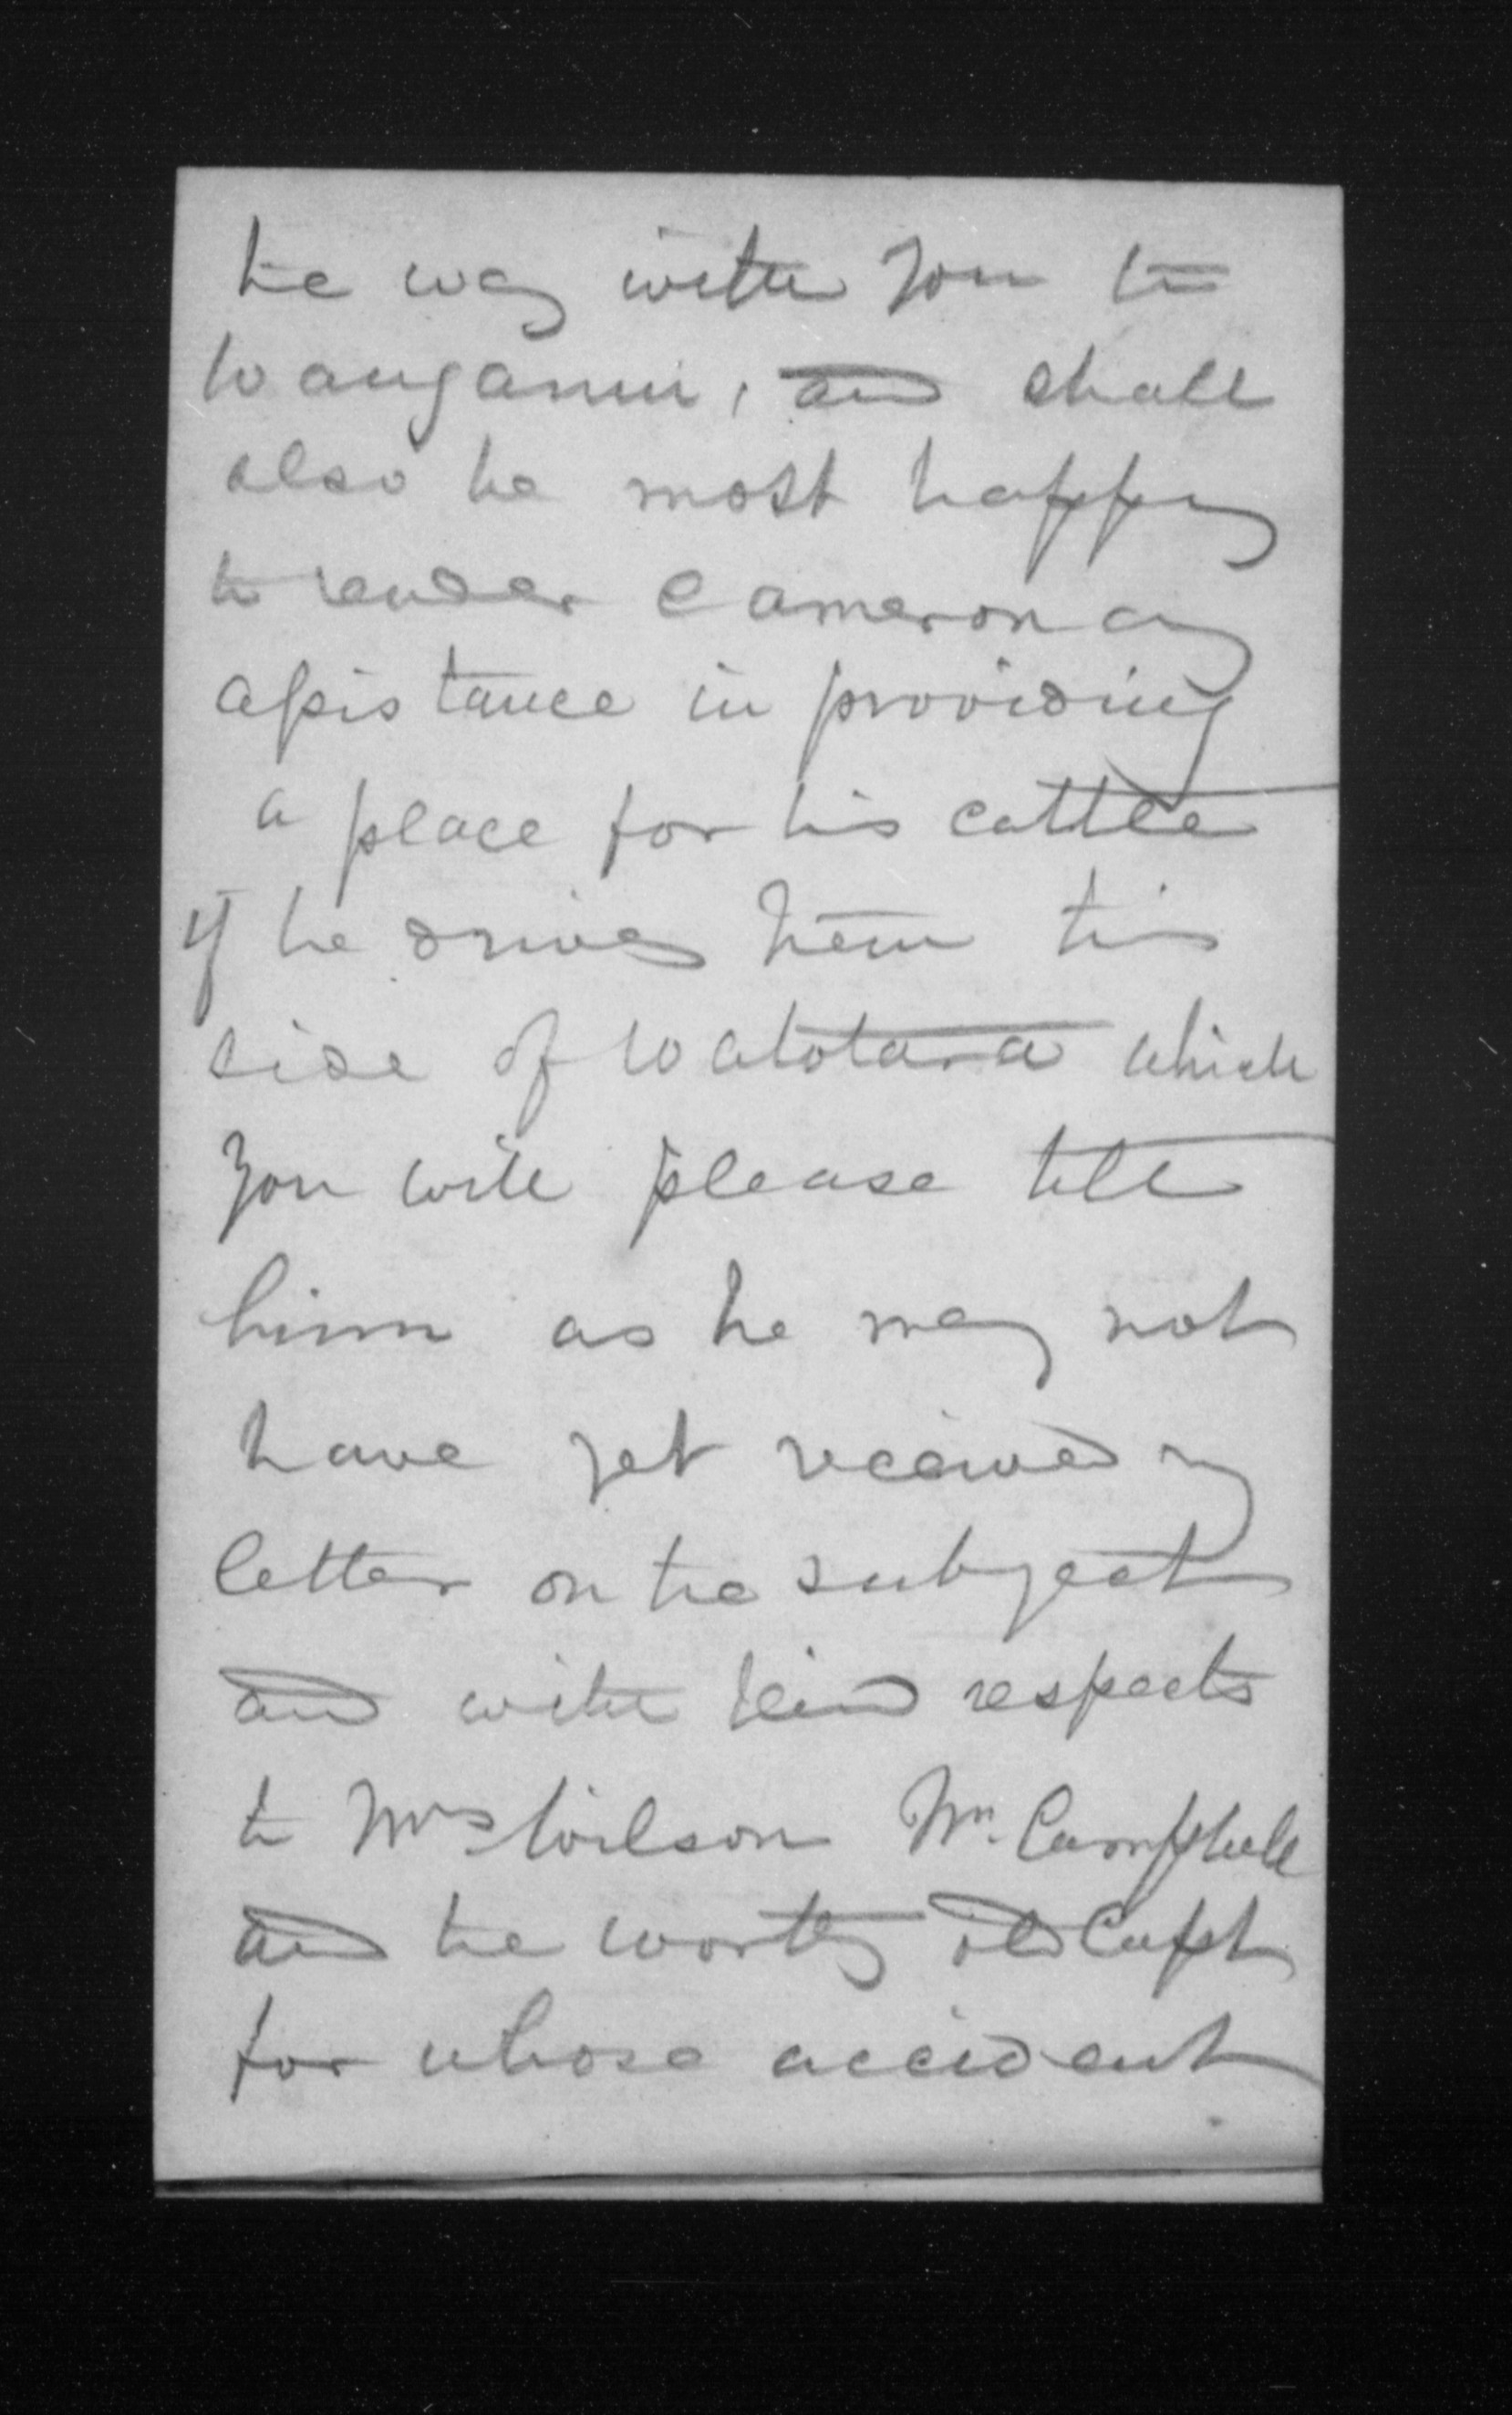 the way with you to
Wanganui, and shall
also be most happy
to render Cameron any
assistance in providing
a place for his cattle
if he drives them this
side of Watotara which
you will please tell
him as he may not
have yet received my
letter on the subject
and with kind respects
to Mrs Wilson Wm. Campbell
and the worthy old Capt
for whose accident